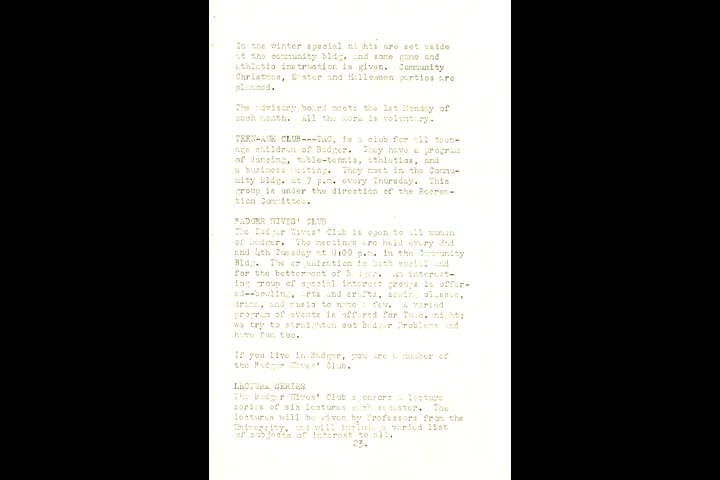 In the winter special nights are set aside
at the community bldg. and some game and
athletic instruction is given. Community
Christmas, Easter and Halloween parties are
planned.
The advisory board meets the 1st Monday of
each month. All the work is voluntary.
TEEN-AGE CLUB---TAC, is a club for all teen-
age children of Badger. They have a program
of dancing, table-tennis, athletics, and
a business meeting. They meet in the Commu-
nity Bldg. at 7 p.m. every Thursday. This
group is under the direction of the Recrea-
tion Committee.
BADGER WIVES' CLUB
The Badger Wives' Club is open to all women
of Badger. The meetings are held every 2nd
and 4th Tuesday at 8:00 p.m. in the Community
Bldg. The organization is both social and
for the betterment of Badger. An interest-
ing group of special interest groups is offer-
ed--bowling, arts and crafts, sewing classes,
drama, and music to name a few. A varied
program of events is offered for Tues. night;
we try to straighten out Badger Problems and
have fun too.
If you live in Badger, you are a member of
the Badger Wives' Club.
LECTURE SERIES
The Badger Wives' Club sponsors a lecture
series of six lectures each semester. The
lectures will be given by Professors from the
University, and will include a varied list
of subjects of interest to all.
23.